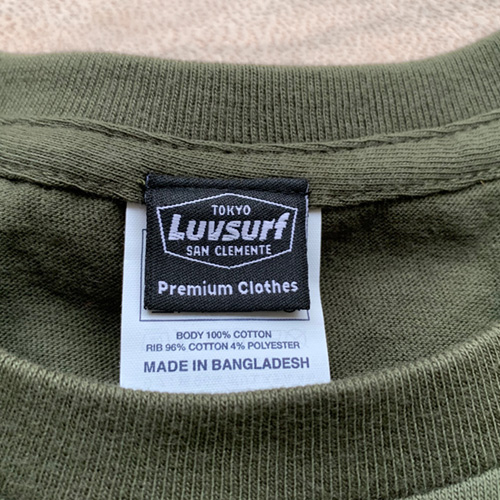 TOKYO
Luvsurf
SAN CLEMENTE
Premium Clothes
BODY 100% COTTON
RIB 96% COTTON 4% POLYESTER
MADE IN BANGLADESH